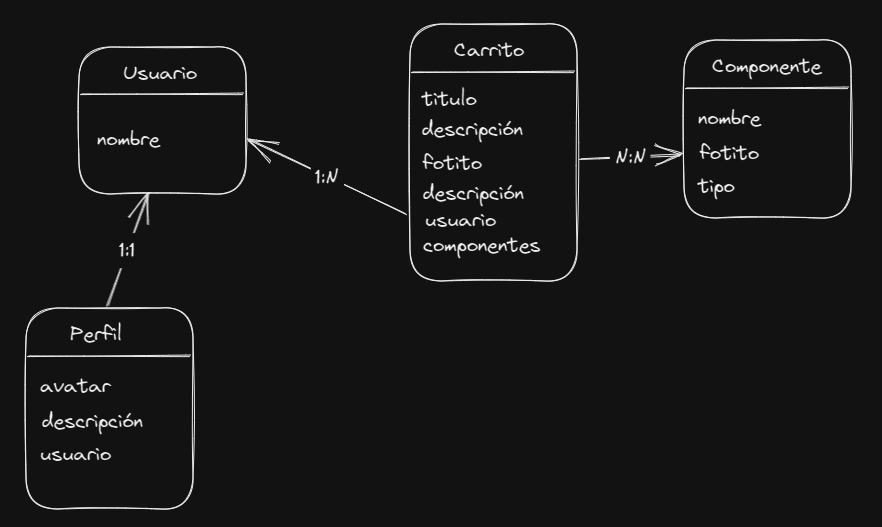 Usuario
nombre
1:1
Perfil
avatar
descripción
usuario
1:N
Carrito
titulo
descripción
fotito
descripción
usuario
componentes
N:N
Componente
nombre
fotito
tipo